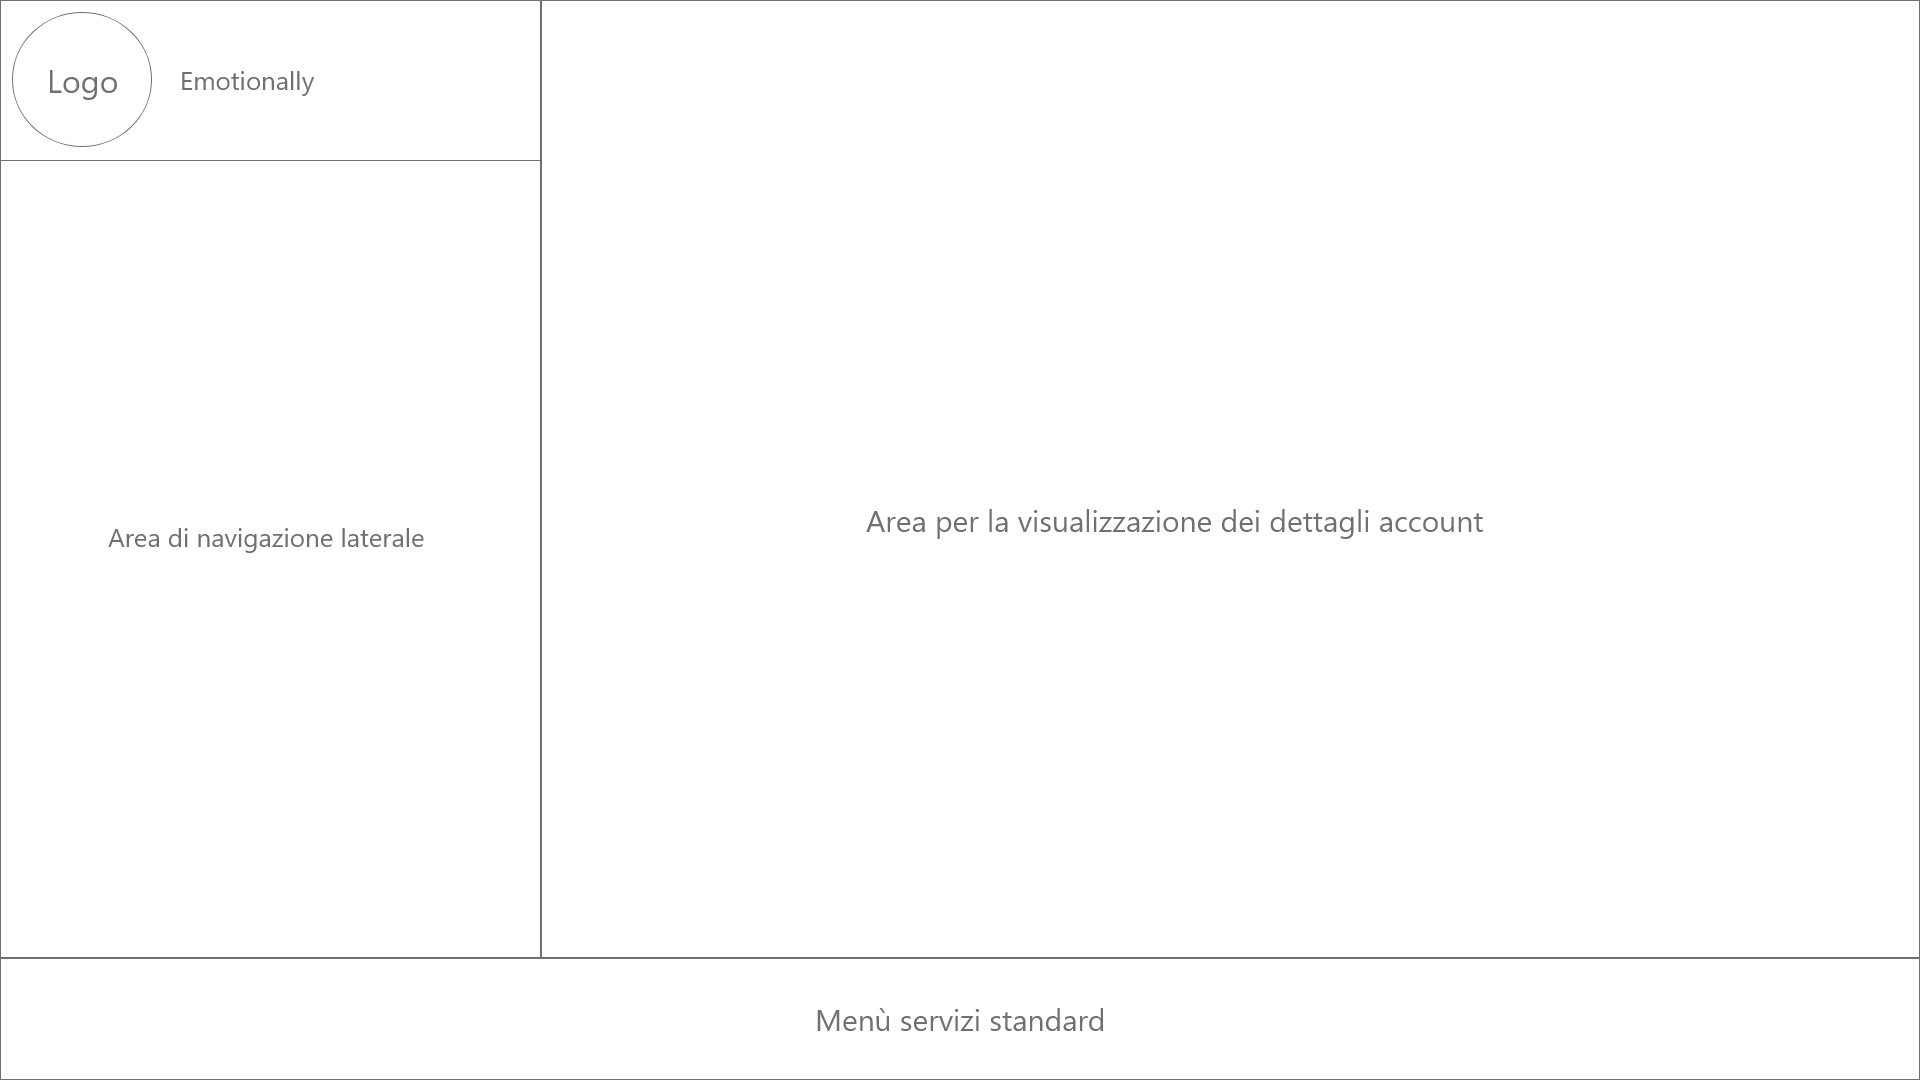 Logo
Emotionally
Area di navigazione laterale
Area per la visualizzazione dei dettagli account
Menù servizi standard